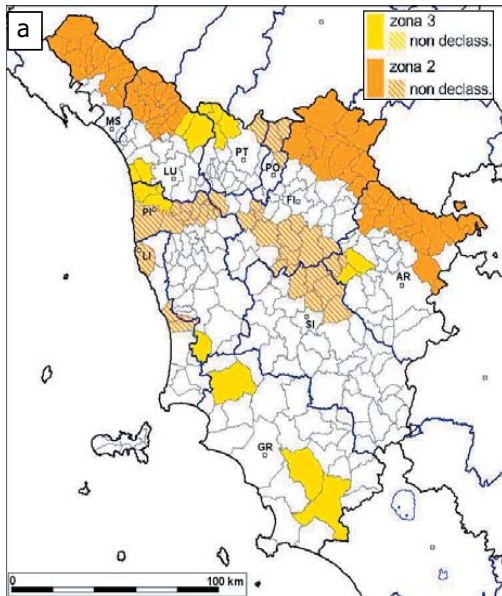 a
zona 3
non declass.
zona 2
non declass.
MS
LU
PT
PO
PI
FI
LI
AR
SI
GR
0
100 km